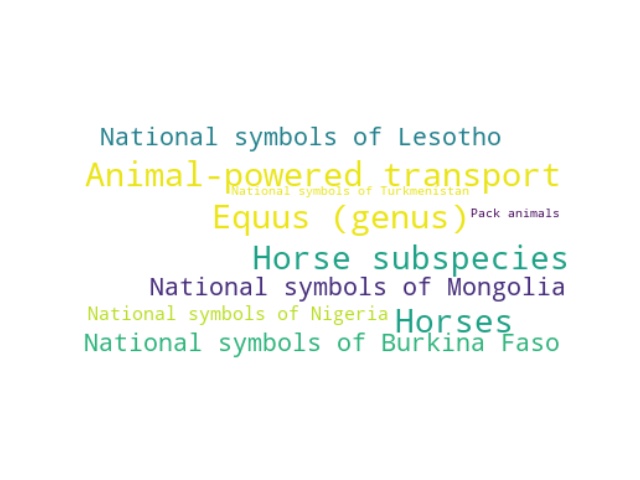 National symbols of Lesotho
Animal-powered transport
National symbols of Turkmenistan
Equus (genus)
Pack animals
Horse subspecies
National symbols of Mongolia
National symbols of Nigeria
Horses
National symbols of Burkina Faso